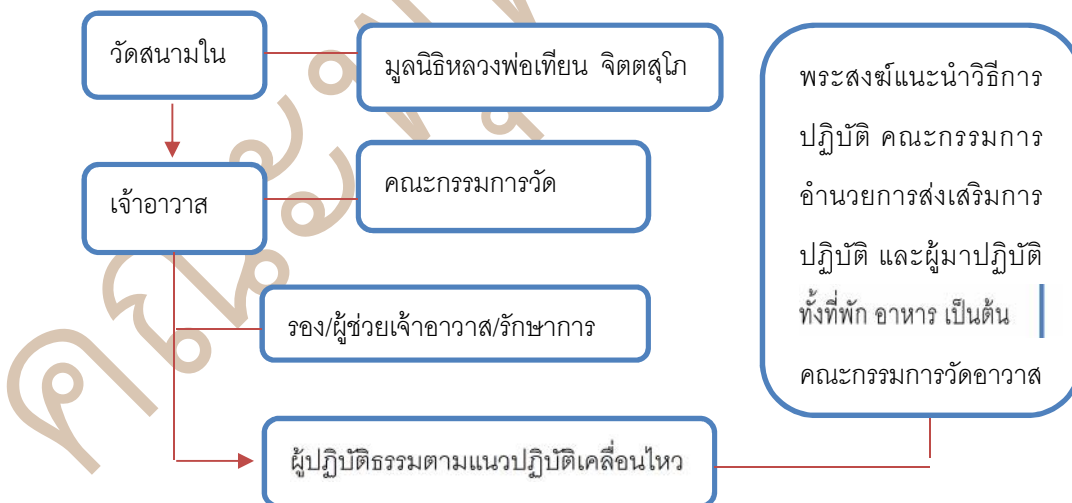 วัดสนามใน
มูลนิธิหลวงพ่อเทียน จิตตสุโภ
เจ้าอาวาส
คณะกรรมการวัด
รอง/ผู้ช่วยเจ้าอาวาส/รักษาการ
ผู้ปฏิบัติธรรมตามแนวปฏิบัติเคลื่อนไหว
พระสงฆ์แนะนำวิธีการ
ปฏิบัติ คณะกรรมการ
อำนวยการส่งเสริมการ
ปฏิบัติ และผู้มาปฏิบัติ
ทั้งที่พัก อาหาร เป็นต้น
คณะกรรมการวัดอาวาส